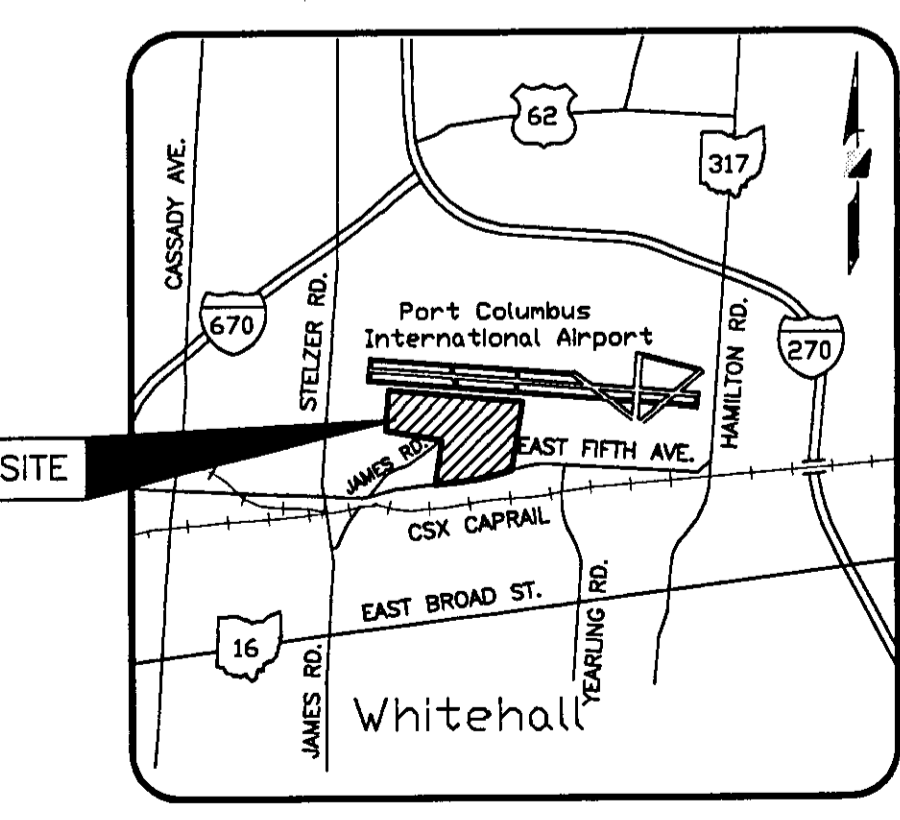 62
317
CASSADY AVE.
670
STELZER RD.
Port Columbus
International Airport
HAMILTON RD.
270
SITE
JAMES RD.
EAST FIFTH AVE.
CSX CAPRAIL
EAST BROAD ST.
YEARLING RD.
16
JAMES RD.
Whitehall